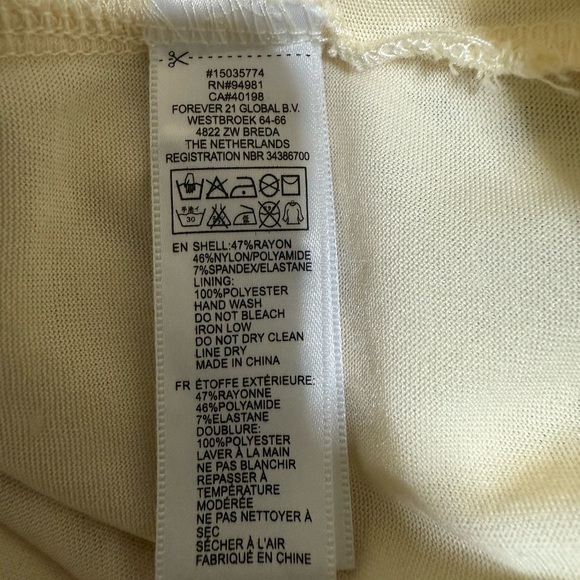 #15035774
RN#94981
CA#40198
FOREVER 21 GLOBAL B.V.
WESTBROEK 64-66
4822 ZW BREDA
THE NETHERLANDS
REGISTRATION NBR 34386700
30
EN SHELL:47%RAYON
46%NYLON/POLYAMIDE
7%SPANDEX/ELASTANE
LINING:
100%POLYESTER
HAND WASH
DO NOT BLEACH
IRON LOW
DO NOT DRY CLEAN
LINE DRY
MADE IN CHINA
FR ÉTOFFE EXTÉRIEURE:
47%RAYONNE
46%POLYAMIDE
7%ELASTANE
DOUBLURE:
100%POLYESTER
LAVER À LA MAIN
NE PAS BLANCHIR
REPASSER À
TEMPÉRATURE
MODÉRÉE
NE PAS NETTOYER À
SEC
SÉCHER À L'AIR
FABRIQUÉ EN CHINE